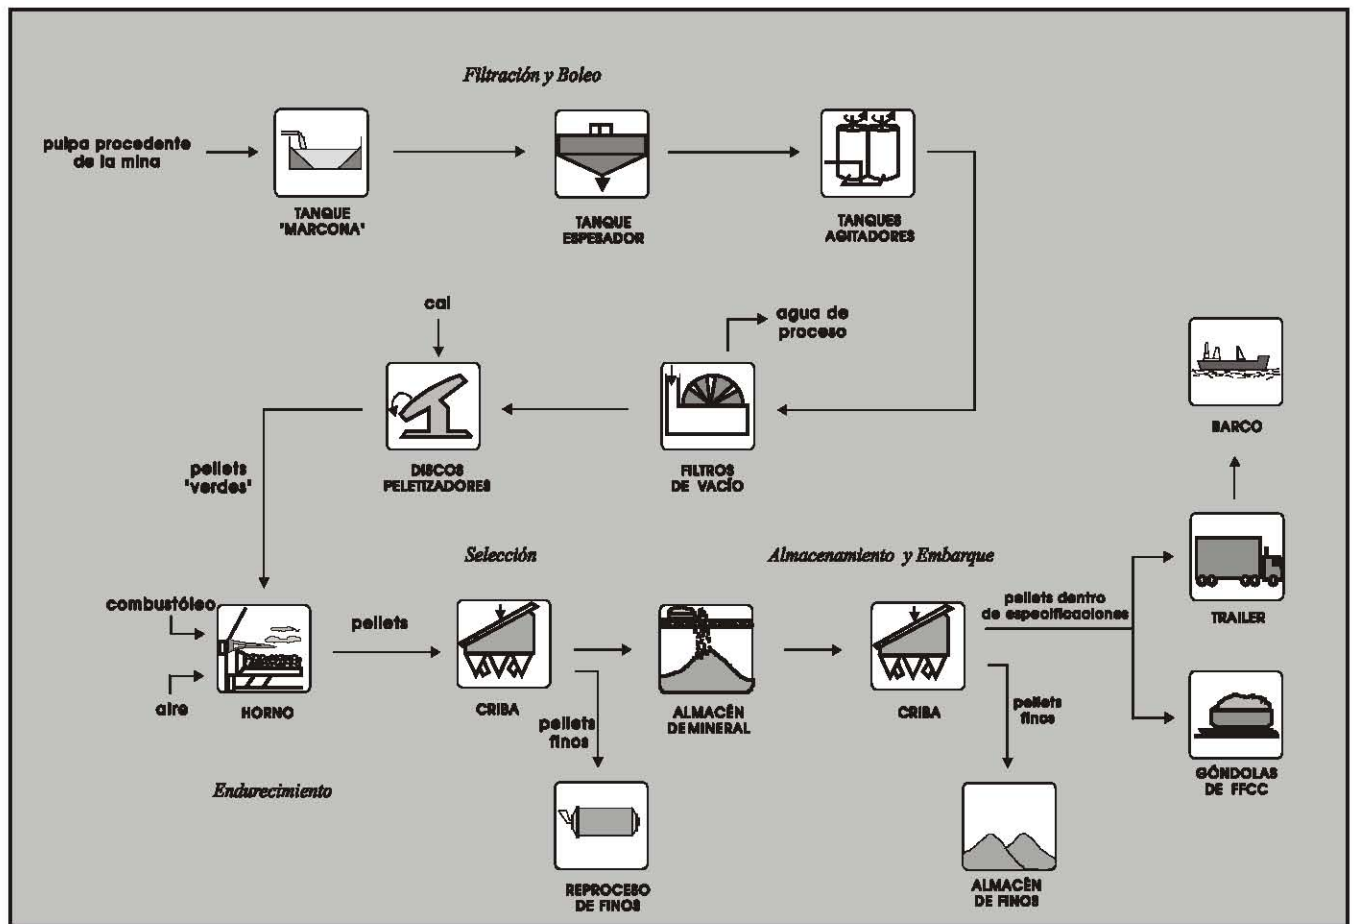 Filtración y Boleo
pulpa procedente
de la mina
TANQUE
"MARCONA"
TANQUE
ESPESADOR
TANQUES
AGITADORES
cal
agua de
proceso
BARCO
DISCOS
PELETIZADORES
FILTROS
DE VACÍO
pellets
"verdes"
Selección
Almacenamiento y Embarque
combustóleo
pellets
pellets dentro
de especificaciones
TRAILER
aire
HORNO
CRIBA
ALMACÉN
DE MINERAL
CRIBA
pellets
finos
pellets
finos
GÓNDOLAS
DE FFCC
Endurecimiento
REPROCESO
DE FINOS
ALMACÉN
DE FINOS